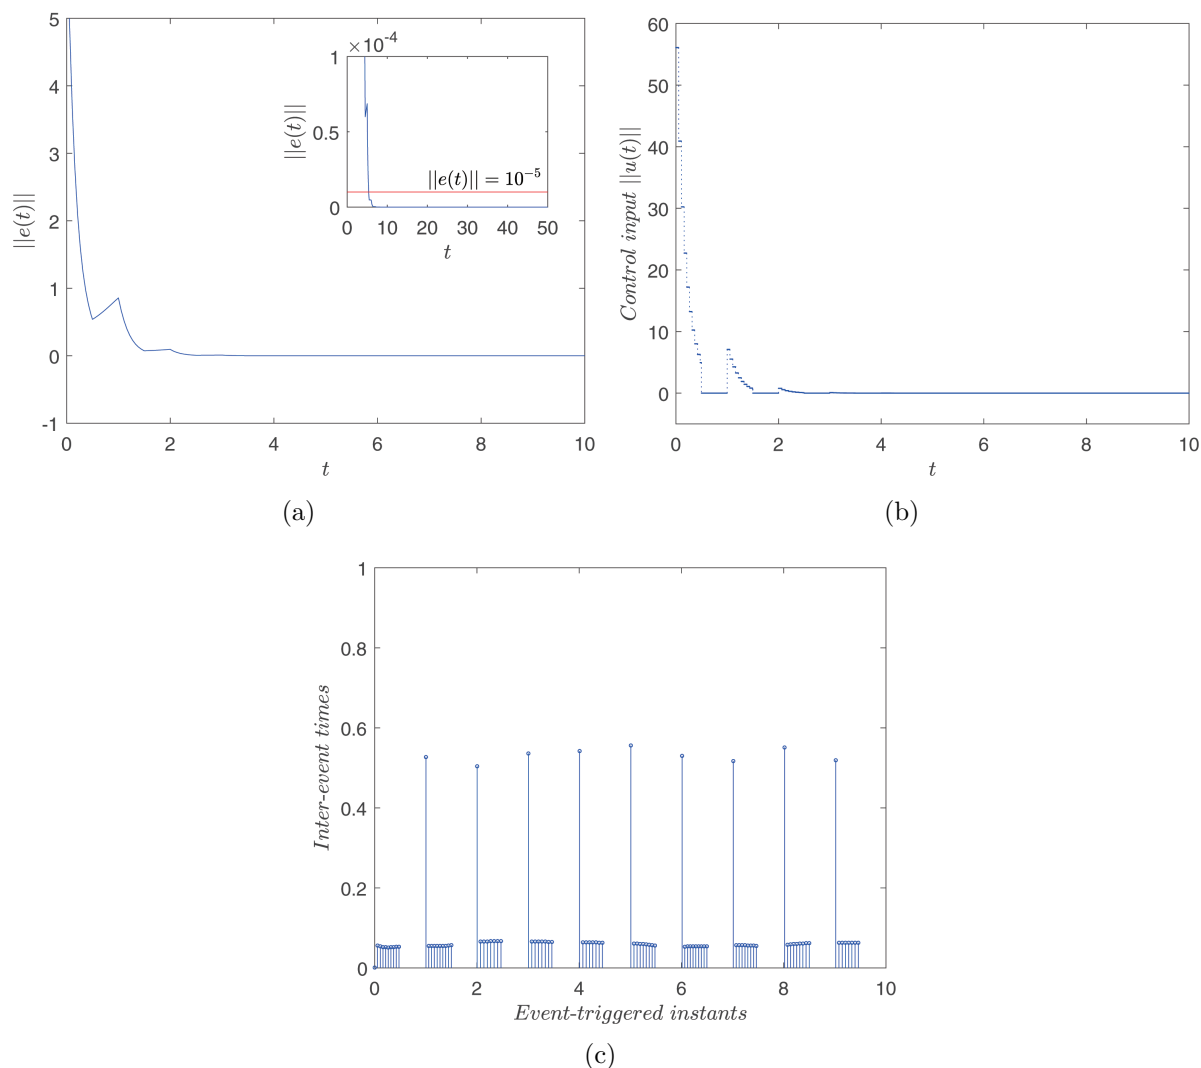 5
4
3
2
1
0
-1
||e(t)||
0 2 4 6 8 10
t
×10⁻⁴
1
0.5
0
||e(t)||
||e(t)|| = 10⁻⁵
0 10 20 30 40 50
t
(a)
60
50
40
30
20
10
0
Control input ||u(t)||
0 2 4 6 8 10
t
(b)
1
0.8
0.6
0.4
0.2
0
Inter-event times
0 2 4 6 8 10
Event-triggered instants
(c)